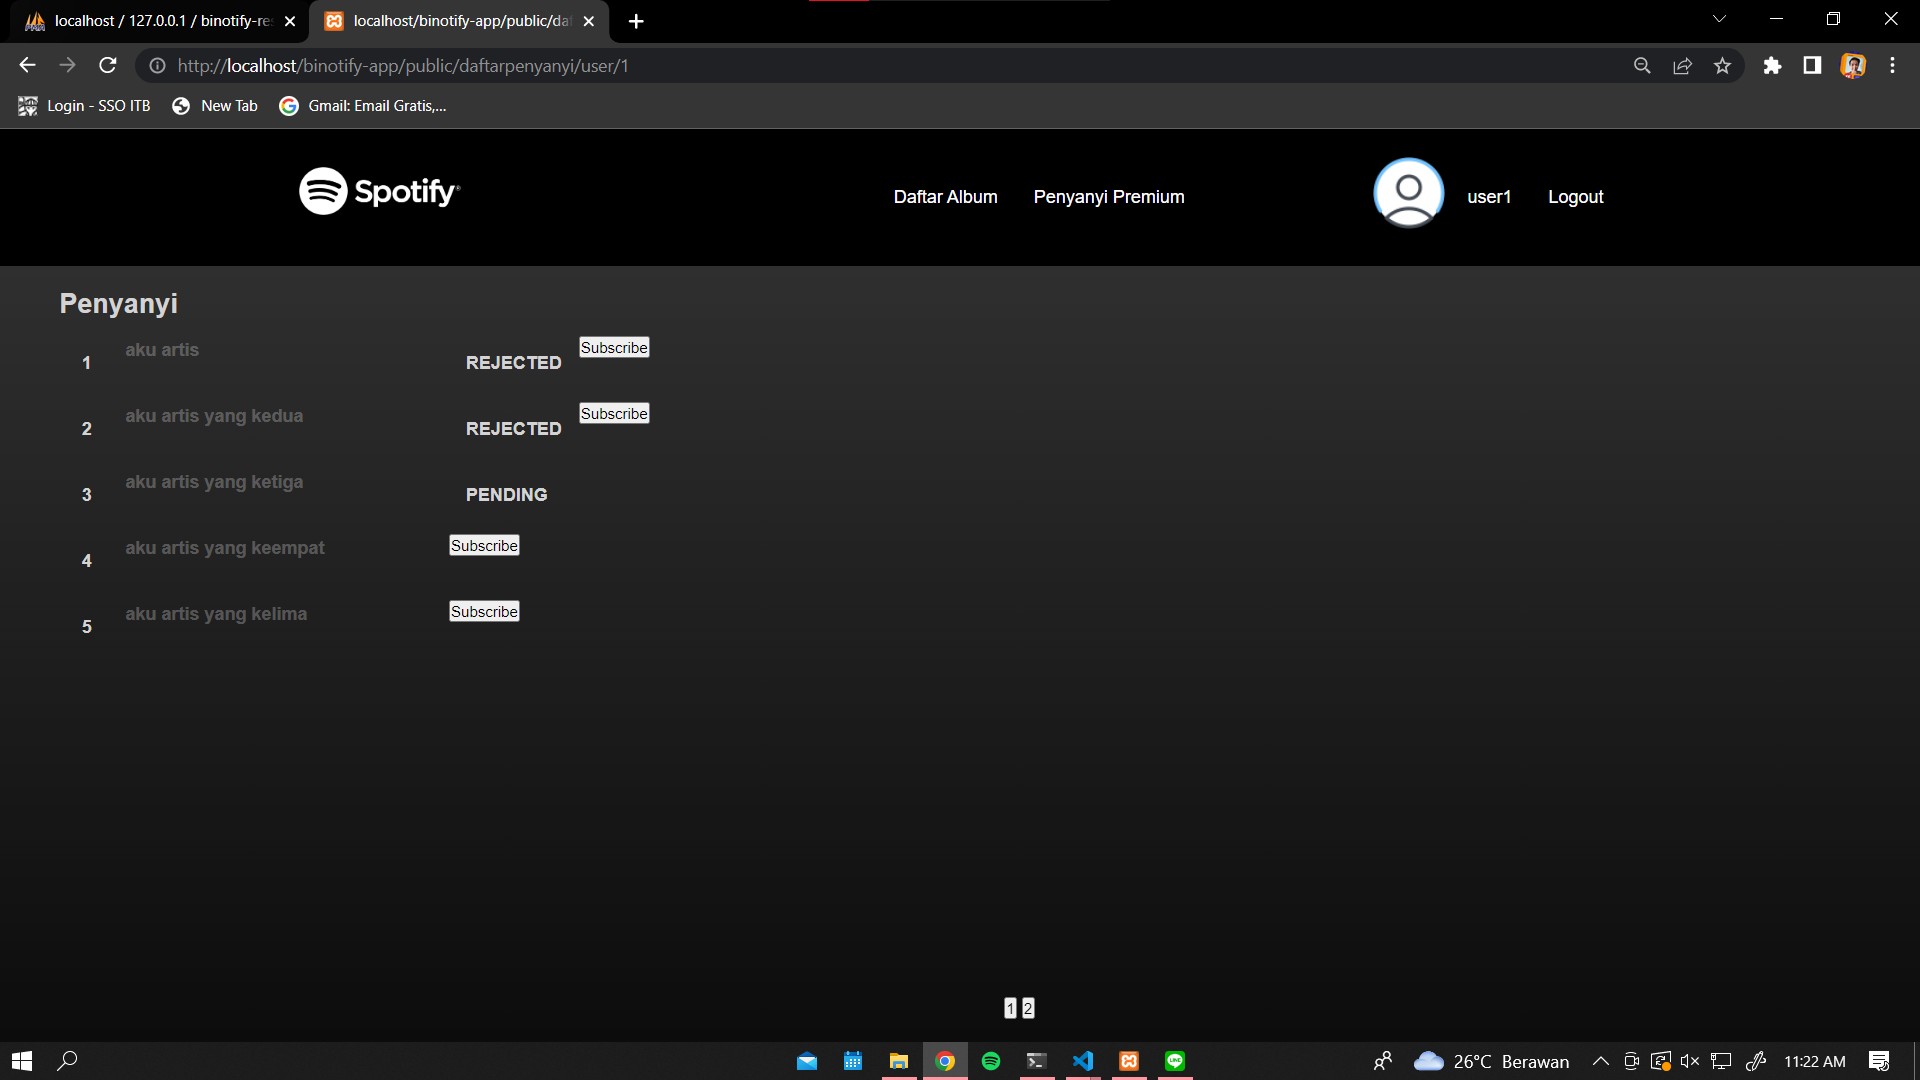 localhost / 127.0.0.1 / binotify-res
localhost/binotify-app/public/daf
http://localhost/binotify-app/public/daftarpenyanyi/user/1
Login - SSO ITB
New Tab
Gmail: Email Gratis,...
Spotify
Daftar Album
Penyanyi Premium
user1
Logout
Penyanyi
1 aku artis REJECTED Subscribe
2 aku artis yang kedua REJECTED Subscribe
3 aku artis yang ketiga PENDING
4 aku artis yang keempat Subscribe
5 aku artis yang kelima Subscribe
1 2
26°C Berawan
11:22 AM